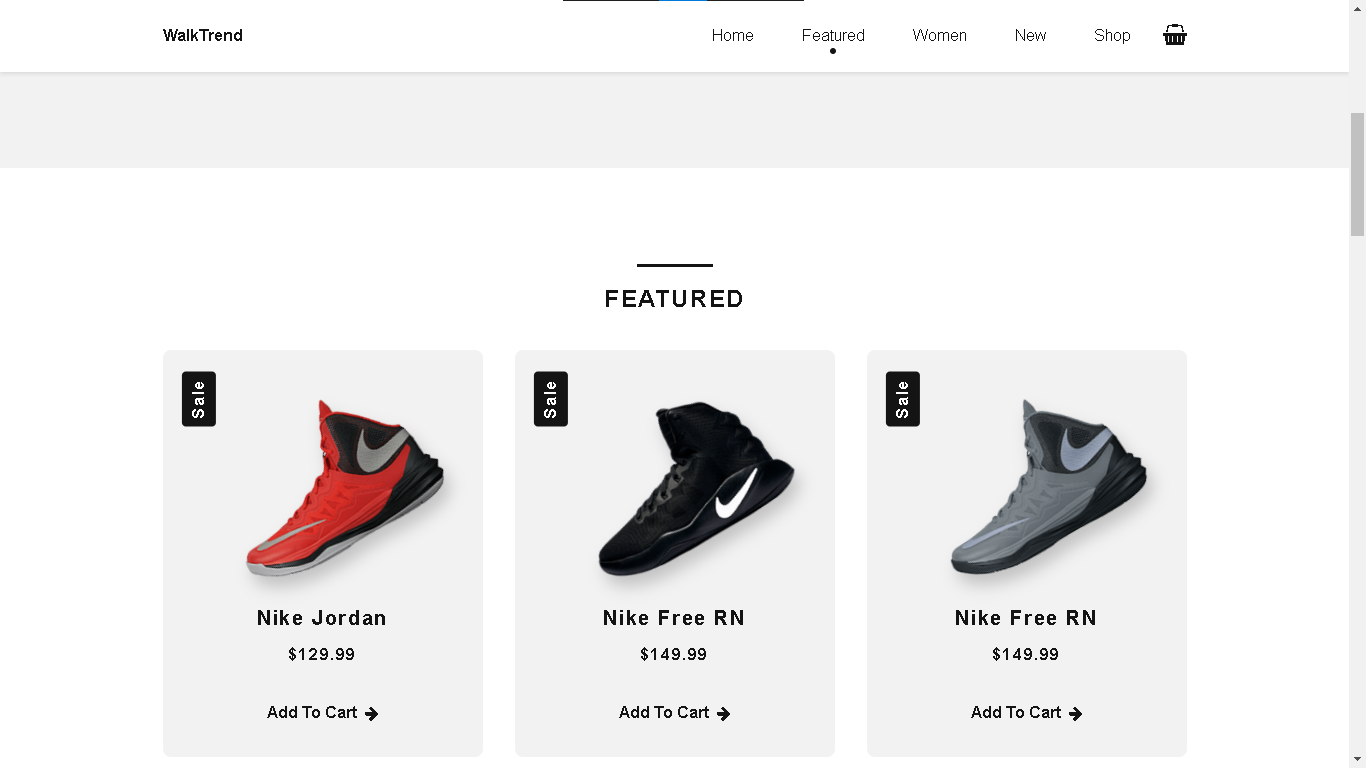 WalkTrend Home Featured Women New Shop
FEATURED
Sale Sale Sale
Nike Jordan Nike Free RN Nike Free RN
$129.99 $149.99 $149.99
Add To Cart Add To Cart Add To Cart